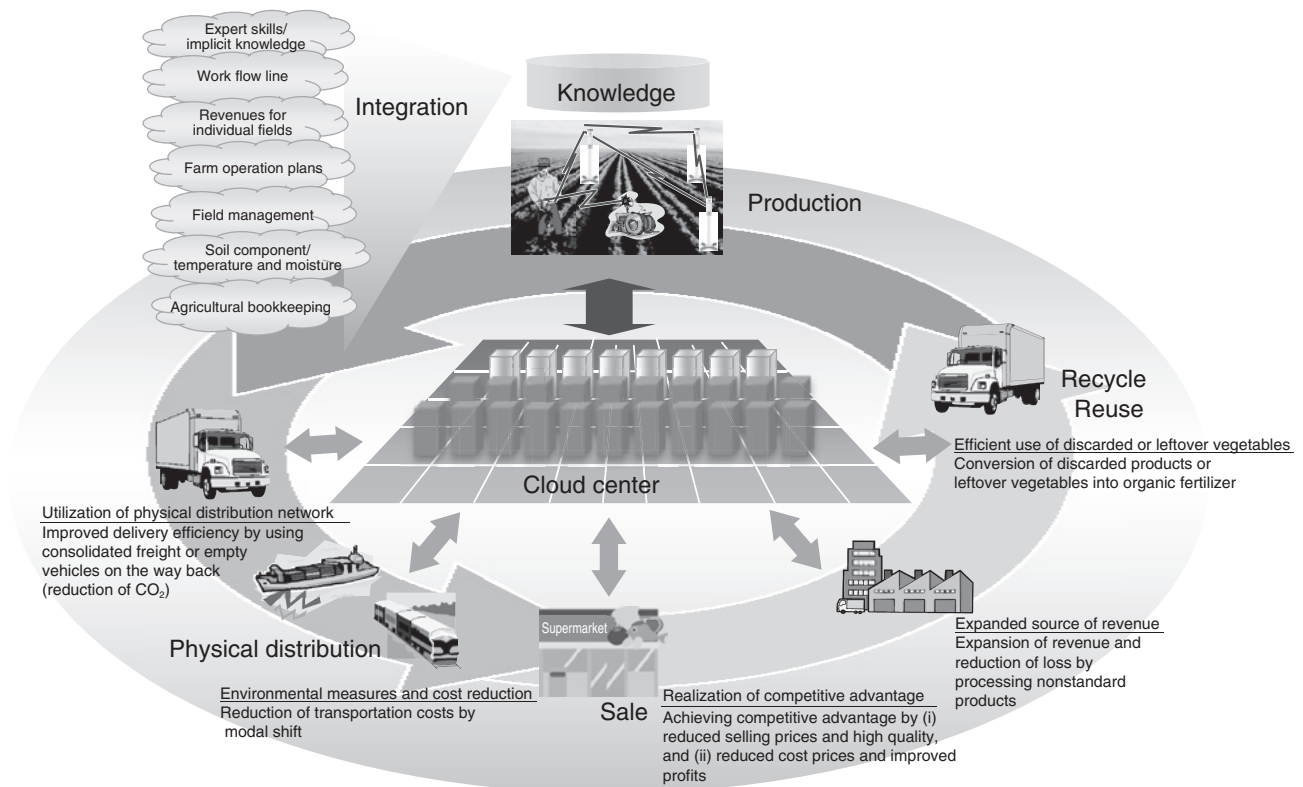 Expert skills/
implicit knowledge
Work flow line
Revenues for
individual fields
Farm operation plans
Field management
Soil component/
temperature and moisture
Agricultural bookkeeping
Integration
Knowledge
Production
Recycle
Reuse
Efficient use of discarded or leftover vegetables
Conversion of discarded products or
leftover vegetables into organic fertilizer
Cloud center
Utilization of physical distribution network
Improved delivery efficiency by using
consolidated freight or empty
vehicles on the way back
(reduction of CO₂)
Physical distribution
Environmental measures and cost reduction
Reduction of transportation costs by
modal shift
Supermarket
Sale
Realization of competitive advantage
Achieving competitive advantage by (i)
reduced selling prices and high quality,
and (ii) reduced cost prices and improved
profits
Expanded source of revenue
Expansion of revenue and
reduction of loss by
processing nonstandard
products